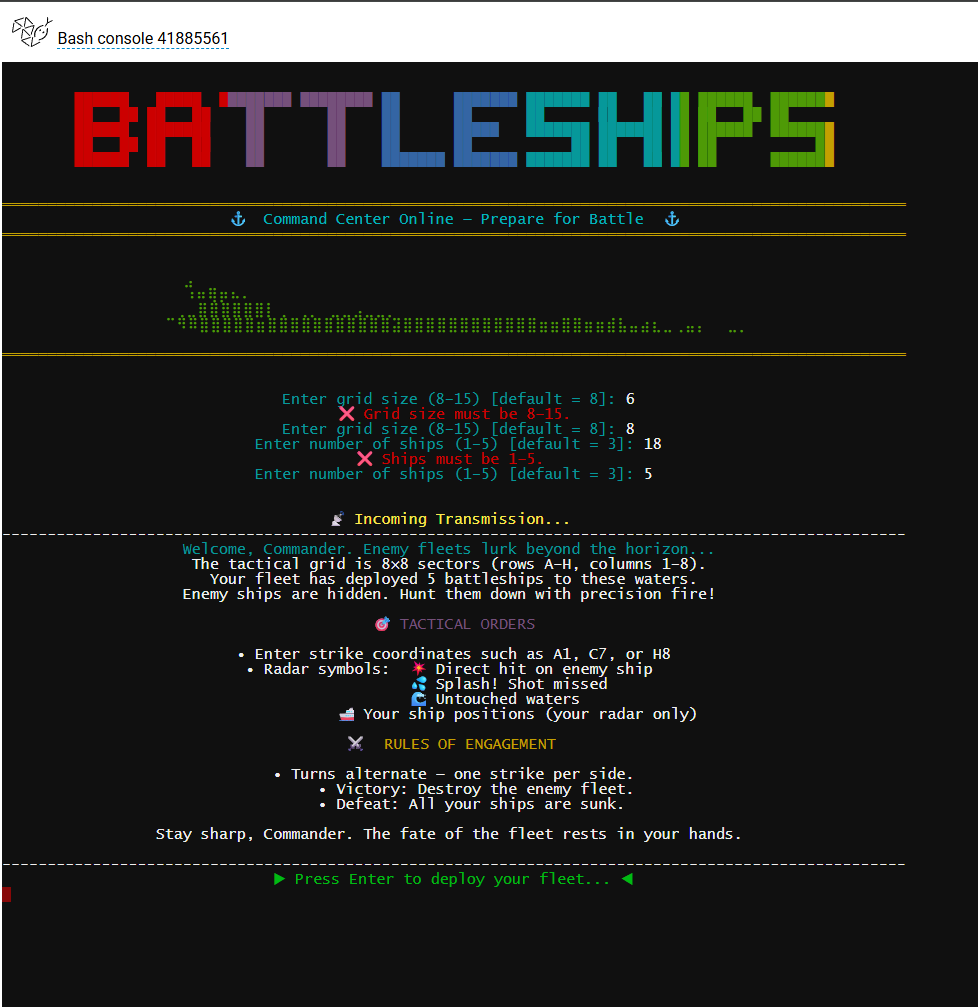 Bash console 41885561
BATTLESHIPS
⚓ Command Center Online — Prepare for Battle ⚓
Enter grid size (8–15) [default = 8]: 6
❌ Grid size must be 8–15.
Enter grid size (8–15) [default = 8]: 8
Enter number of ships (1–5) [default = 3]: 18
❌ Ships must be 1–5.
Enter number of ships (1–5) [default = 3]: 5
📡 Incoming Transmission...
Welcome, Commander. Enemy fleets lurk beyond the horizon...
The tactical grid is 8x8 sectors (rows A–H, columns 1–8).
Your fleet has deployed 5 battleships to these waters.
Enemy ships are hidden. Hunt them down with precision fire!
🎯 TACTICAL ORDERS
• Enter strike coordinates such as A1, C7, or H8
• Radar symbols: 💥 Direct hit on enemy ship
💦 Splash! Shot missed
🌊 Untouched waters
🚢 Your ship positions (your radar only)
⚔ RULES OF ENGAGEMENT
• Turns alternate — one strike per side.
• Victory: Destroy the enemy fleet.
• Defeat: All your ships are sunk.
Stay sharp, Commander. The fate of the fleet rests in your hands.
▶ Press Enter to deploy your fleet... ◀